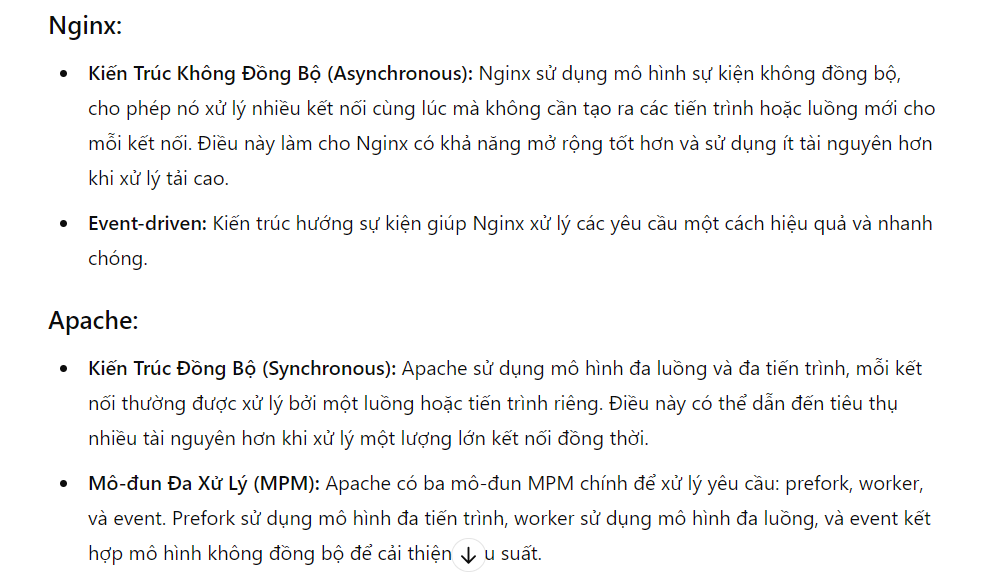 Nginx:
Kiến Trúc Không Đồng Bộ (Asynchronous): Nginx sử dụng mô hình sự kiện không đồng bộ,
cho phép nó xử lý nhiều kết nối cùng lúc mà không cần tạo ra các tiến trình hoặc luồng mới cho
mỗi kết nối. Điều này làm cho Nginx có khả năng mở rộng tốt hơn và sử dụng ít tài nguyên hơn
khi xử lý tải cao.
Event-driven: Kiến trúc hướng sự kiện giúp Nginx xử lý các yêu cầu một cách hiệu quả và nhanh
chóng.
Apache:
Kiến Trúc Đồng Bộ (Synchronous): Apache sử dụng mô hình đa luồng và đa tiến trình, mỗi kết
nối thường được xử lý bởi một luồng hoặc tiến trình riêng. Điều này có thể dẫn đến tiêu thụ
nhiều tài nguyên hơn khi xử lý một lượng lớn kết nối đồng thời.
Mô-đun Đa Xử Lý (MPM): Apache có ba mô-đun MPM chính để xử lý yêu cầu: prefork, worker,
và event. Prefork sử dụng mô hình đa tiến trình, worker sử dụng mô hình đa luồng, và event kết
hợp mô hình không đồng bộ để cải thiện suất.